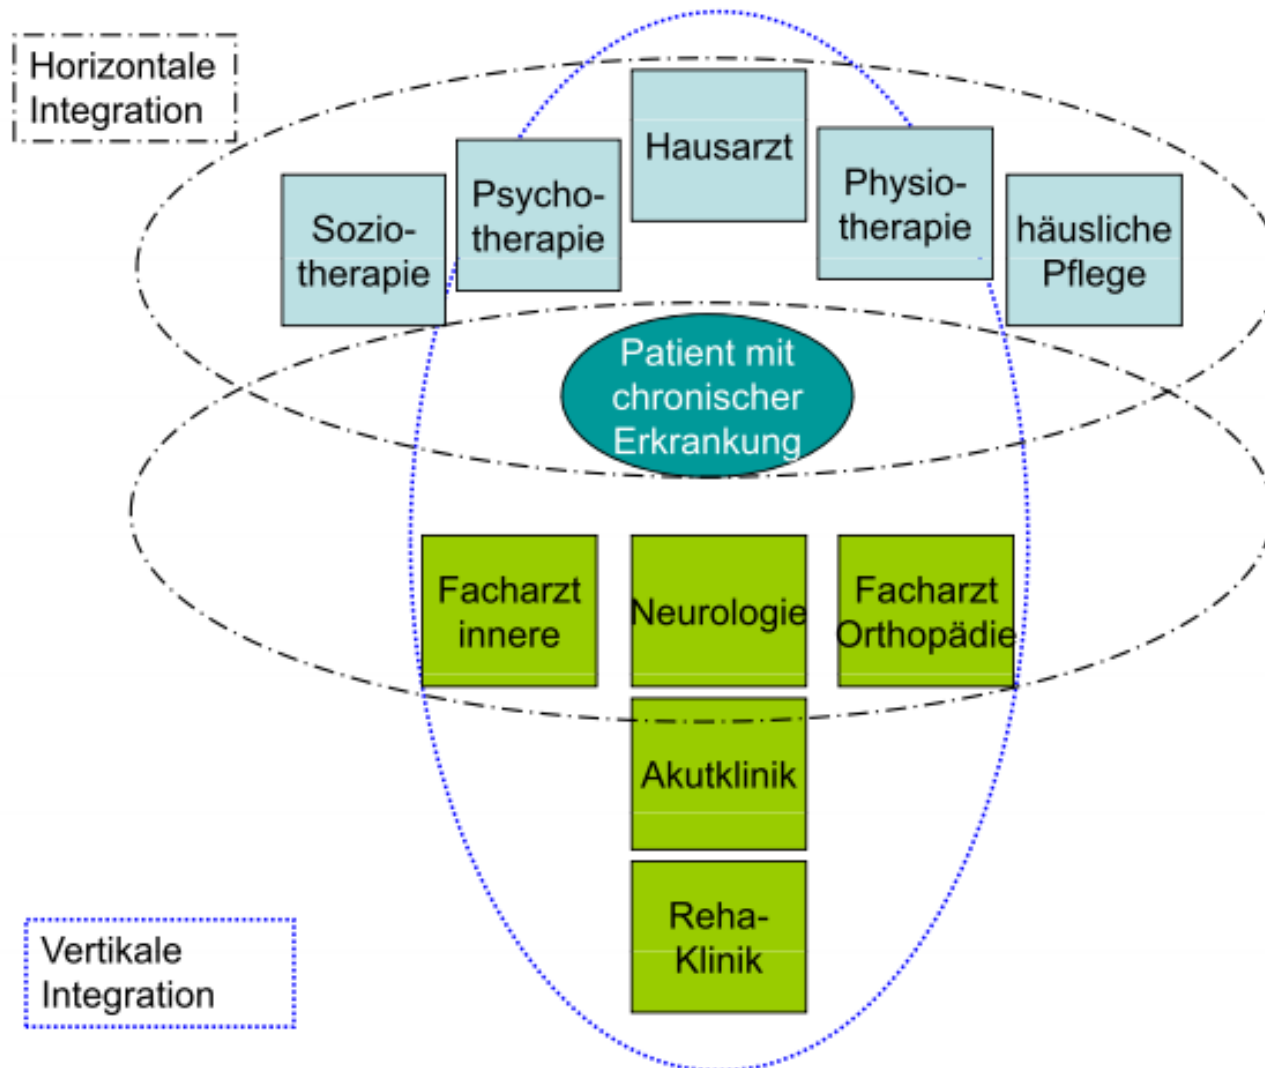 Horizontale
Integration
Hausarzt
Psycho-
therapie
Physio-
therapie
Sozio-
therapie
häusliche
Pflege
Patient mit
chronischer
Erkrankung
Facharzt
innere
Neurologie
Facharzt
Orthopädie
Akutklinik
Reha-
Klinik
Vertikale
Integration